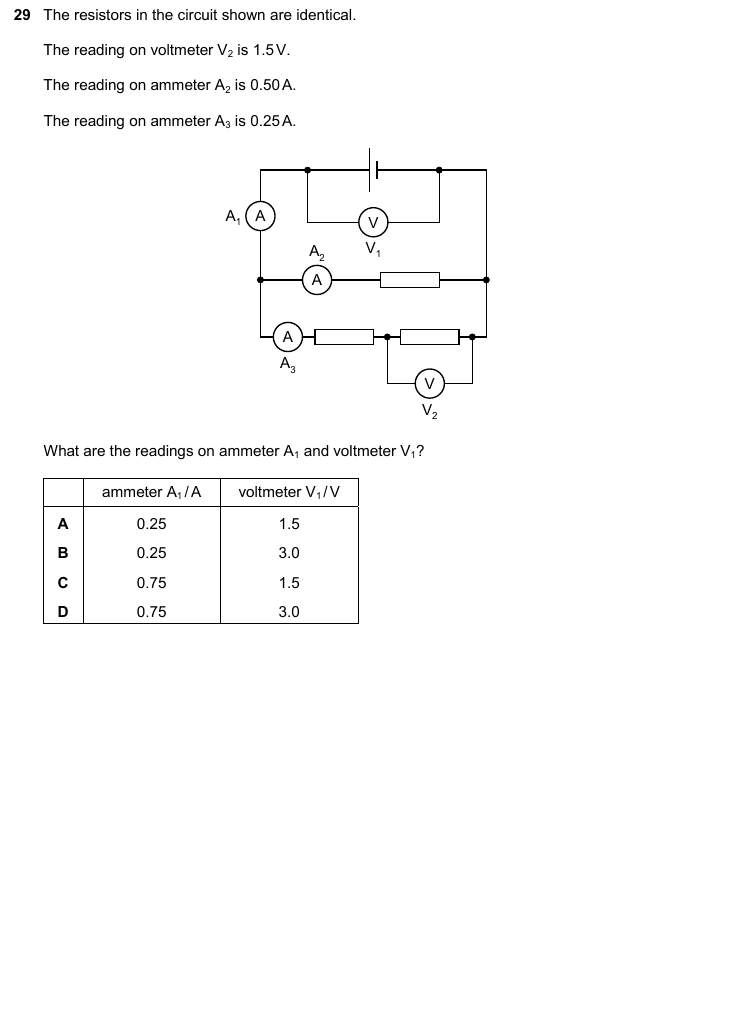 29 The resistors in the circuit shown are identical.
The reading on voltmeter V₂ is 1.5 V.
The reading on ammeter A₂ is 0.50 A.
The reading on ammeter A₃ is 0.25 A.
A₁ A
V
V₁
A₂
A
A
A₃
V
V₂
What are the readings on ammeter A₁ and voltmeter V₁?
ammeter A₁ / A voltmeter V₁ / V
A 0.25 1.5
B 0.25 3.0
C 0.75 1.5
D 0.75 3.0